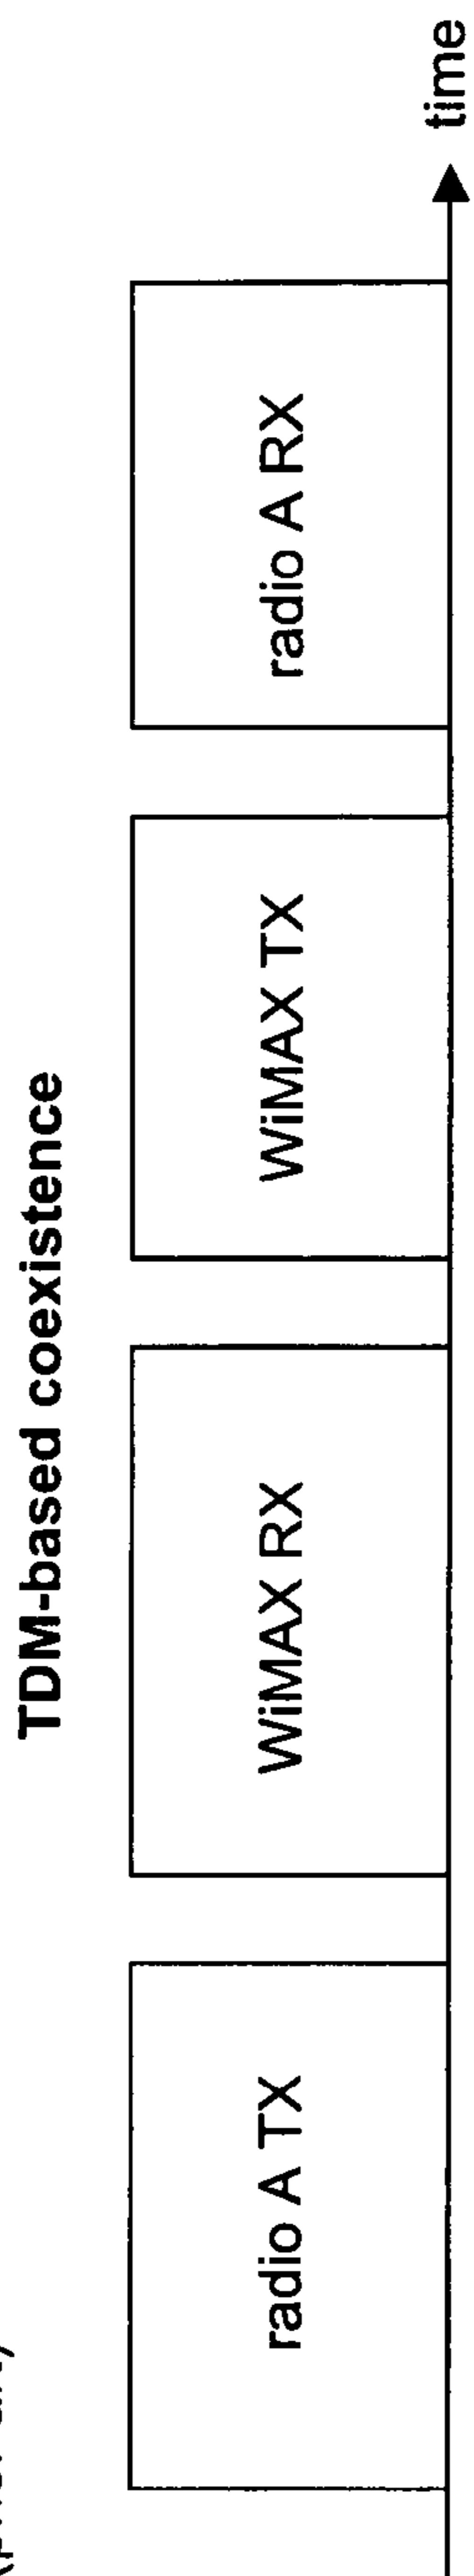 TDM-based coexistence
radio A TX
WiMAX RX
WiMAX TX
radio A RX
time